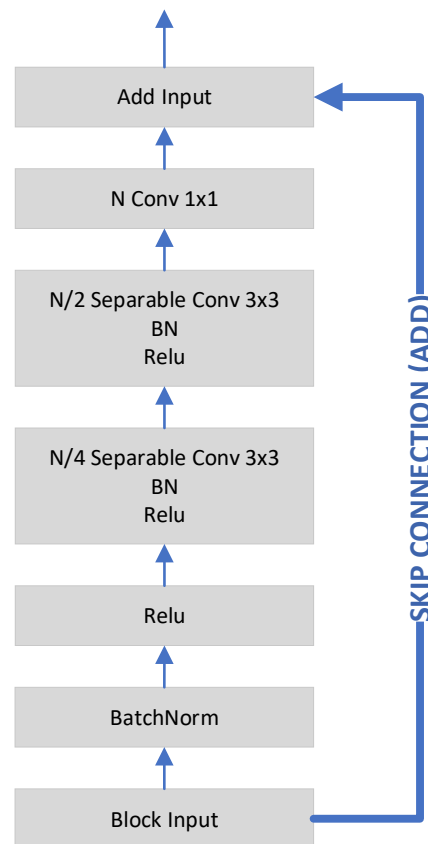 Add Input
N Conv 1x1
N/2 Separable Conv 3x3
BN
Relu
N/4 Separable Conv 3x3
BN
Relu
Relu
BatchNorm
Block Input
SKIP CONNECTION (ADD)